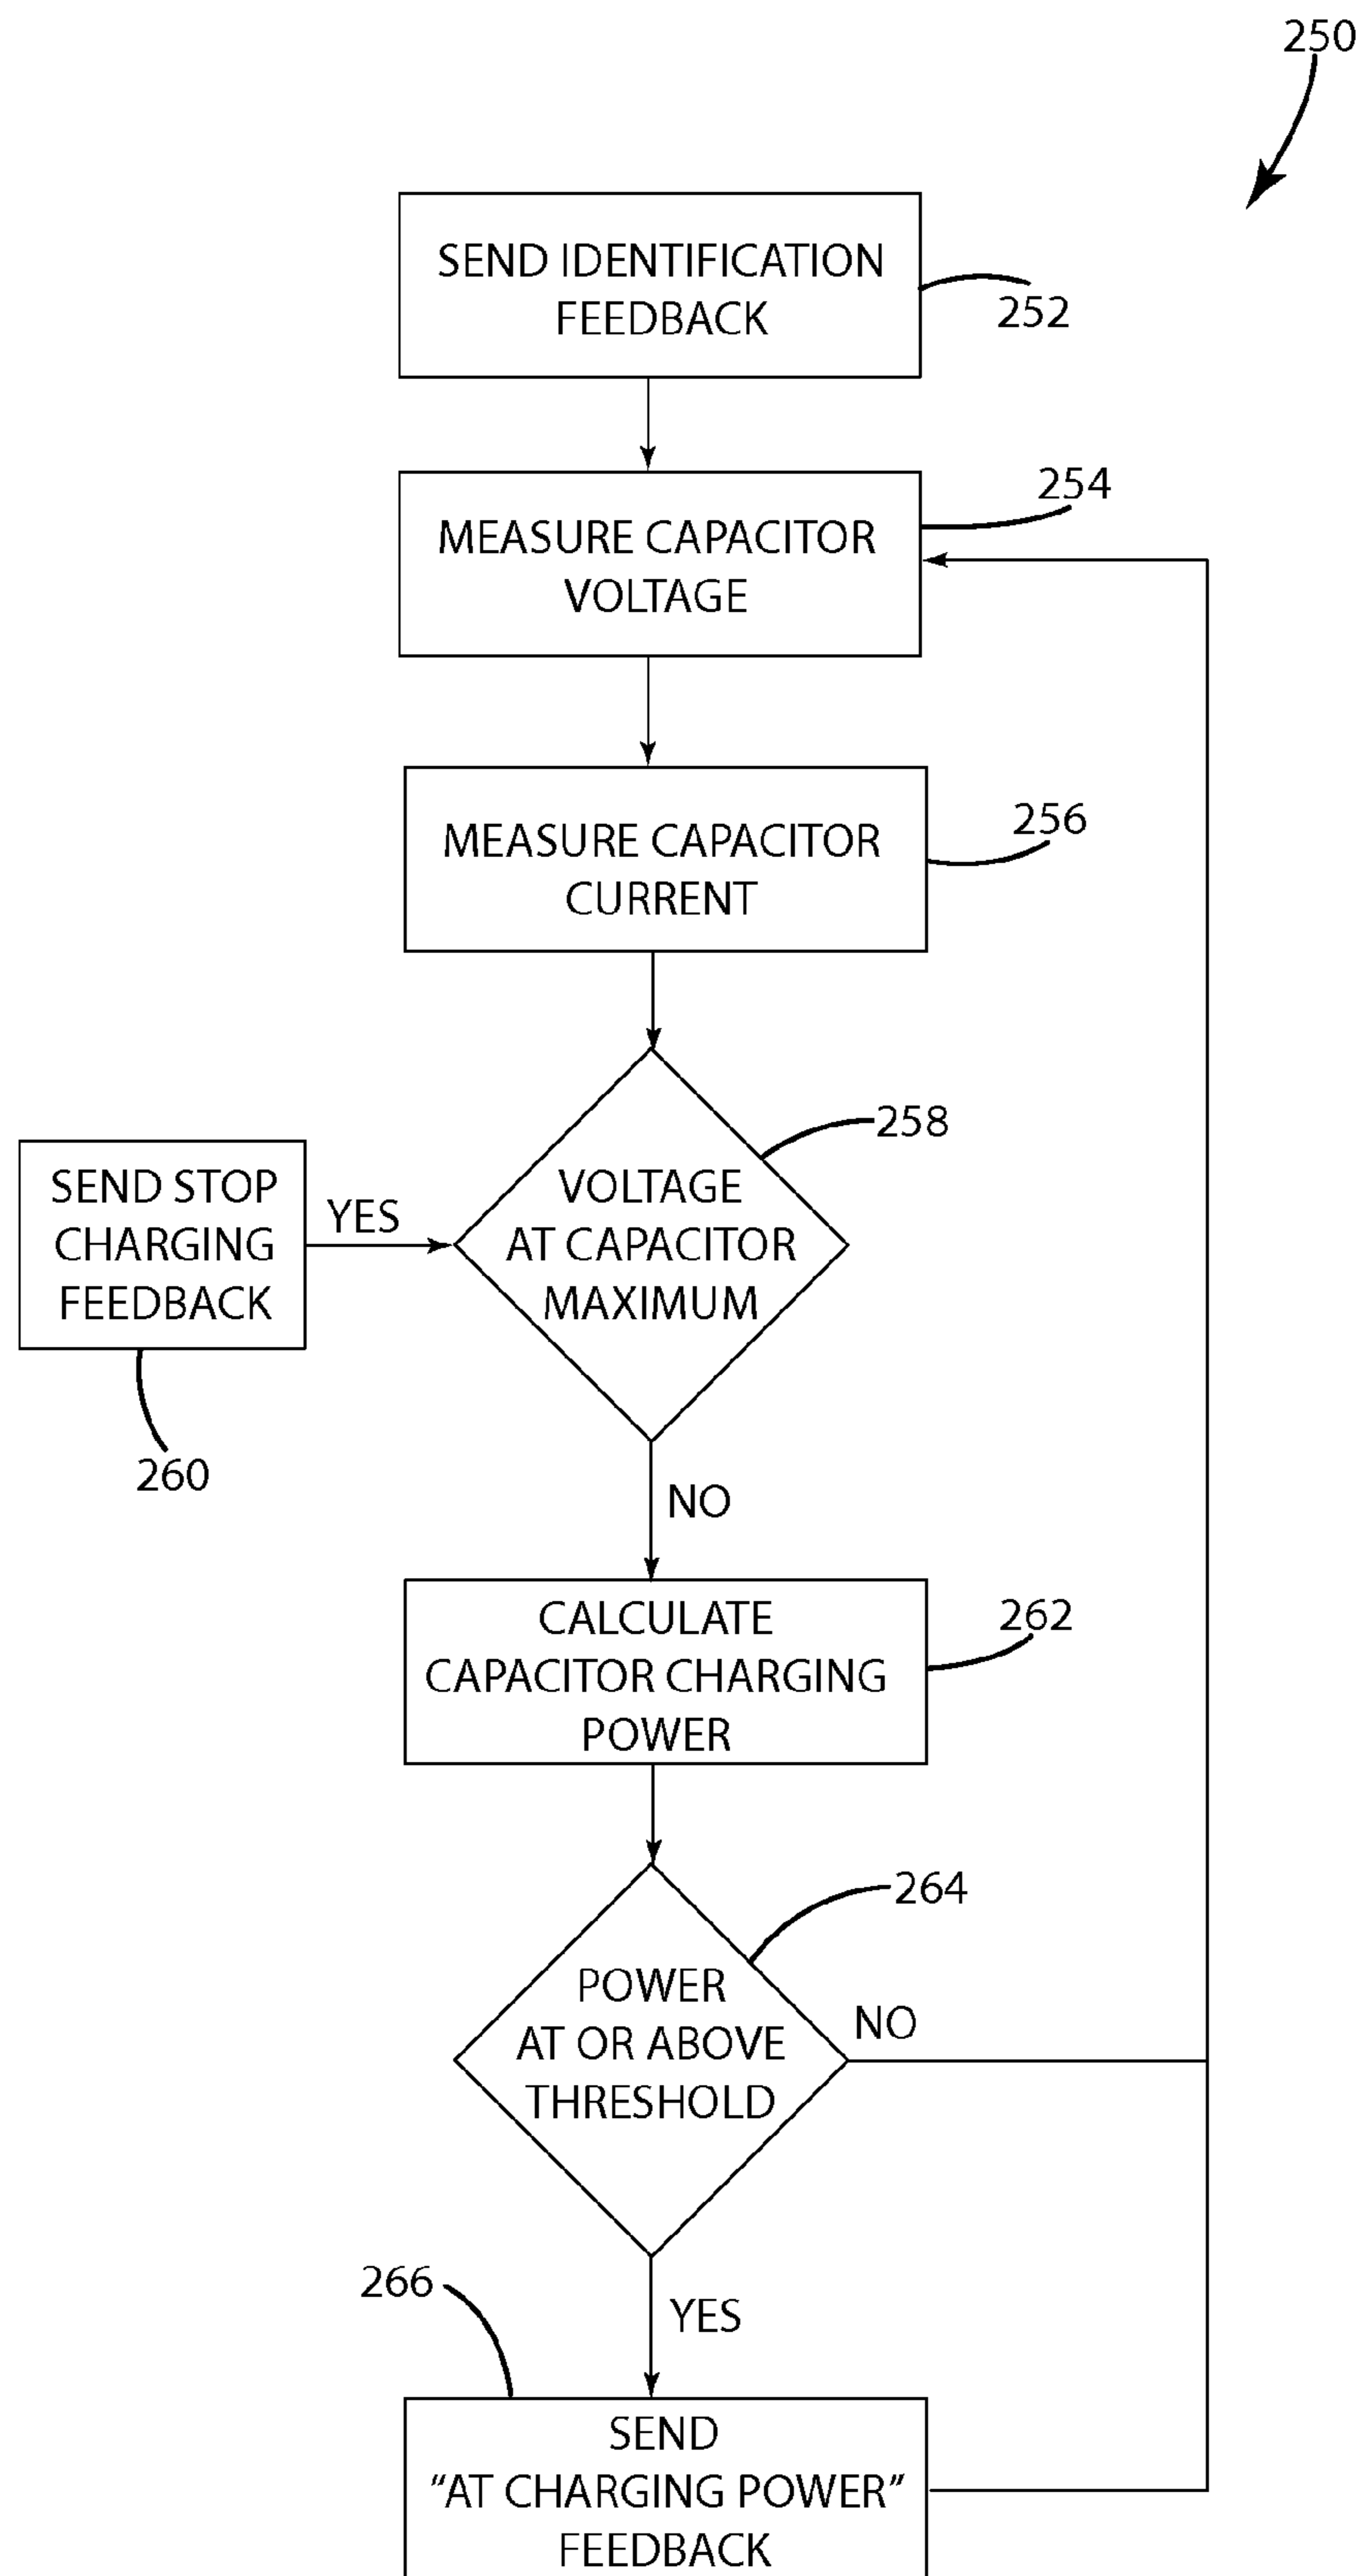 250
SEND IDENTIFICATION
FEEDBACK
252
254
MEASURE CAPACITOR
VOLTAGE
256
MEASURE CAPACITOR
CURRENT
258
SEND STOP
CHARGING
FEEDBACK
YES
VOLTAGE
AT CAPACITOR
MAXIMUM
260
NO
CALCULATE
CAPACITOR CHARGING
POWER
262
264
POWER
AT OR ABOVE
THRESHOLD
NO
266
YES
SEND
"AT CHARGING POWER"
FEEDBACK